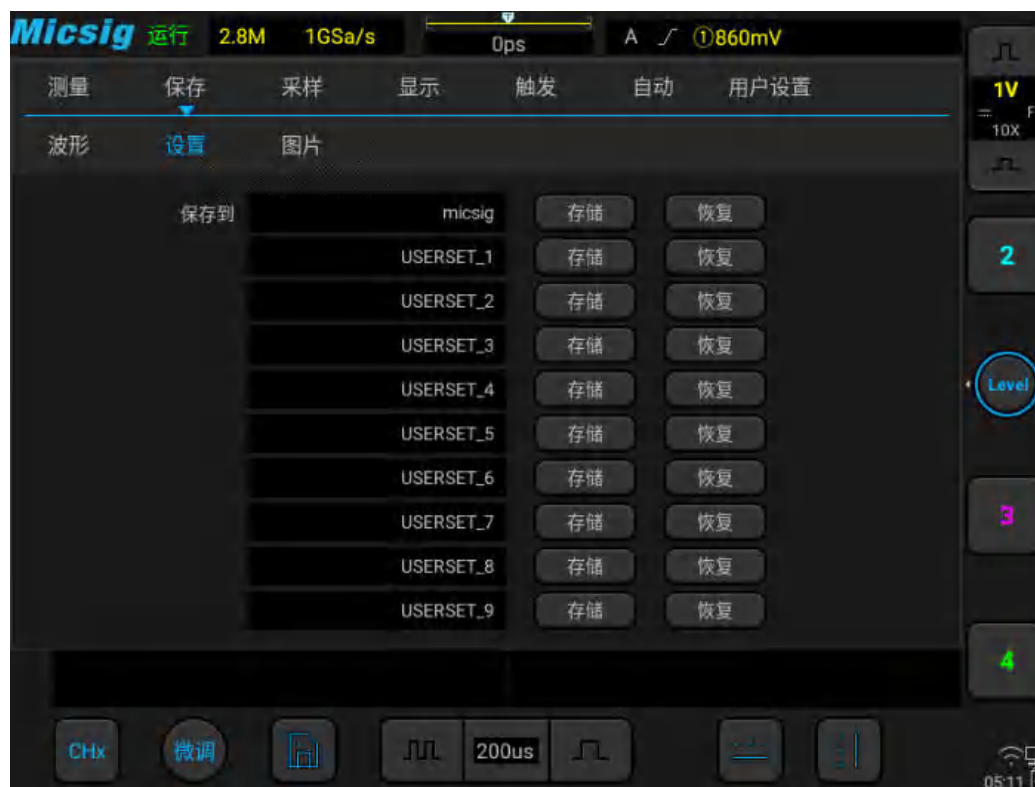 Micsig 运行 2.8M 1GSa/s 0ps A ①860mV
测量 保存 采样 显示 触发 自动 用户设置
1V
F
10X
波形 设置 图片
保存到 micsig 存储 恢复
USERSET_1 存储 恢复
2
USERSET_2 存储 恢复
USERSET_3 存储 恢复
USERSET_4 存储 恢复
Level
USERSET_5 存储 恢复
USERSET_6 存储 恢复
USERSET_7 存储 恢复
3
USERSET_8 存储 恢复
USERSET_9 存储 恢复
4
CHx 微调 200us
05:11